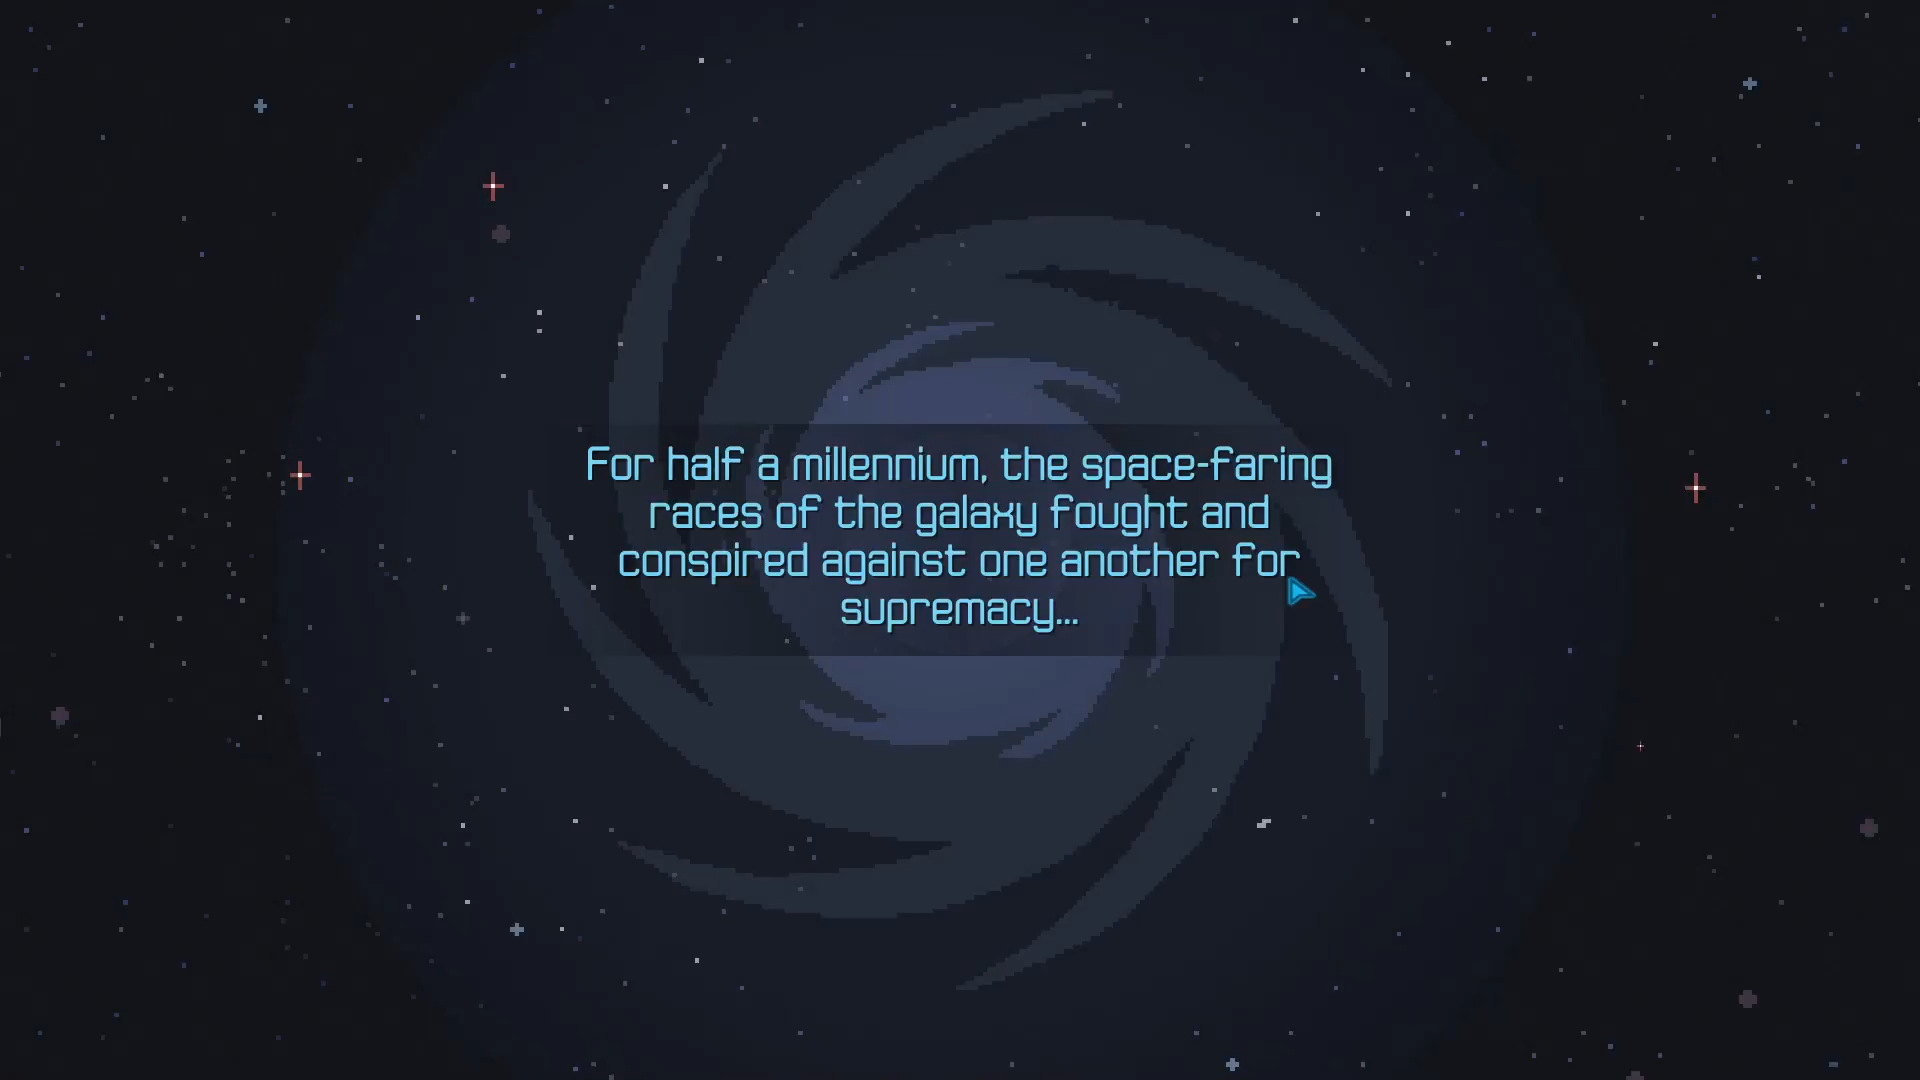 For half a millennium, the space-faring
races of the galaxy fought and
conspired against one another for
supremacy...